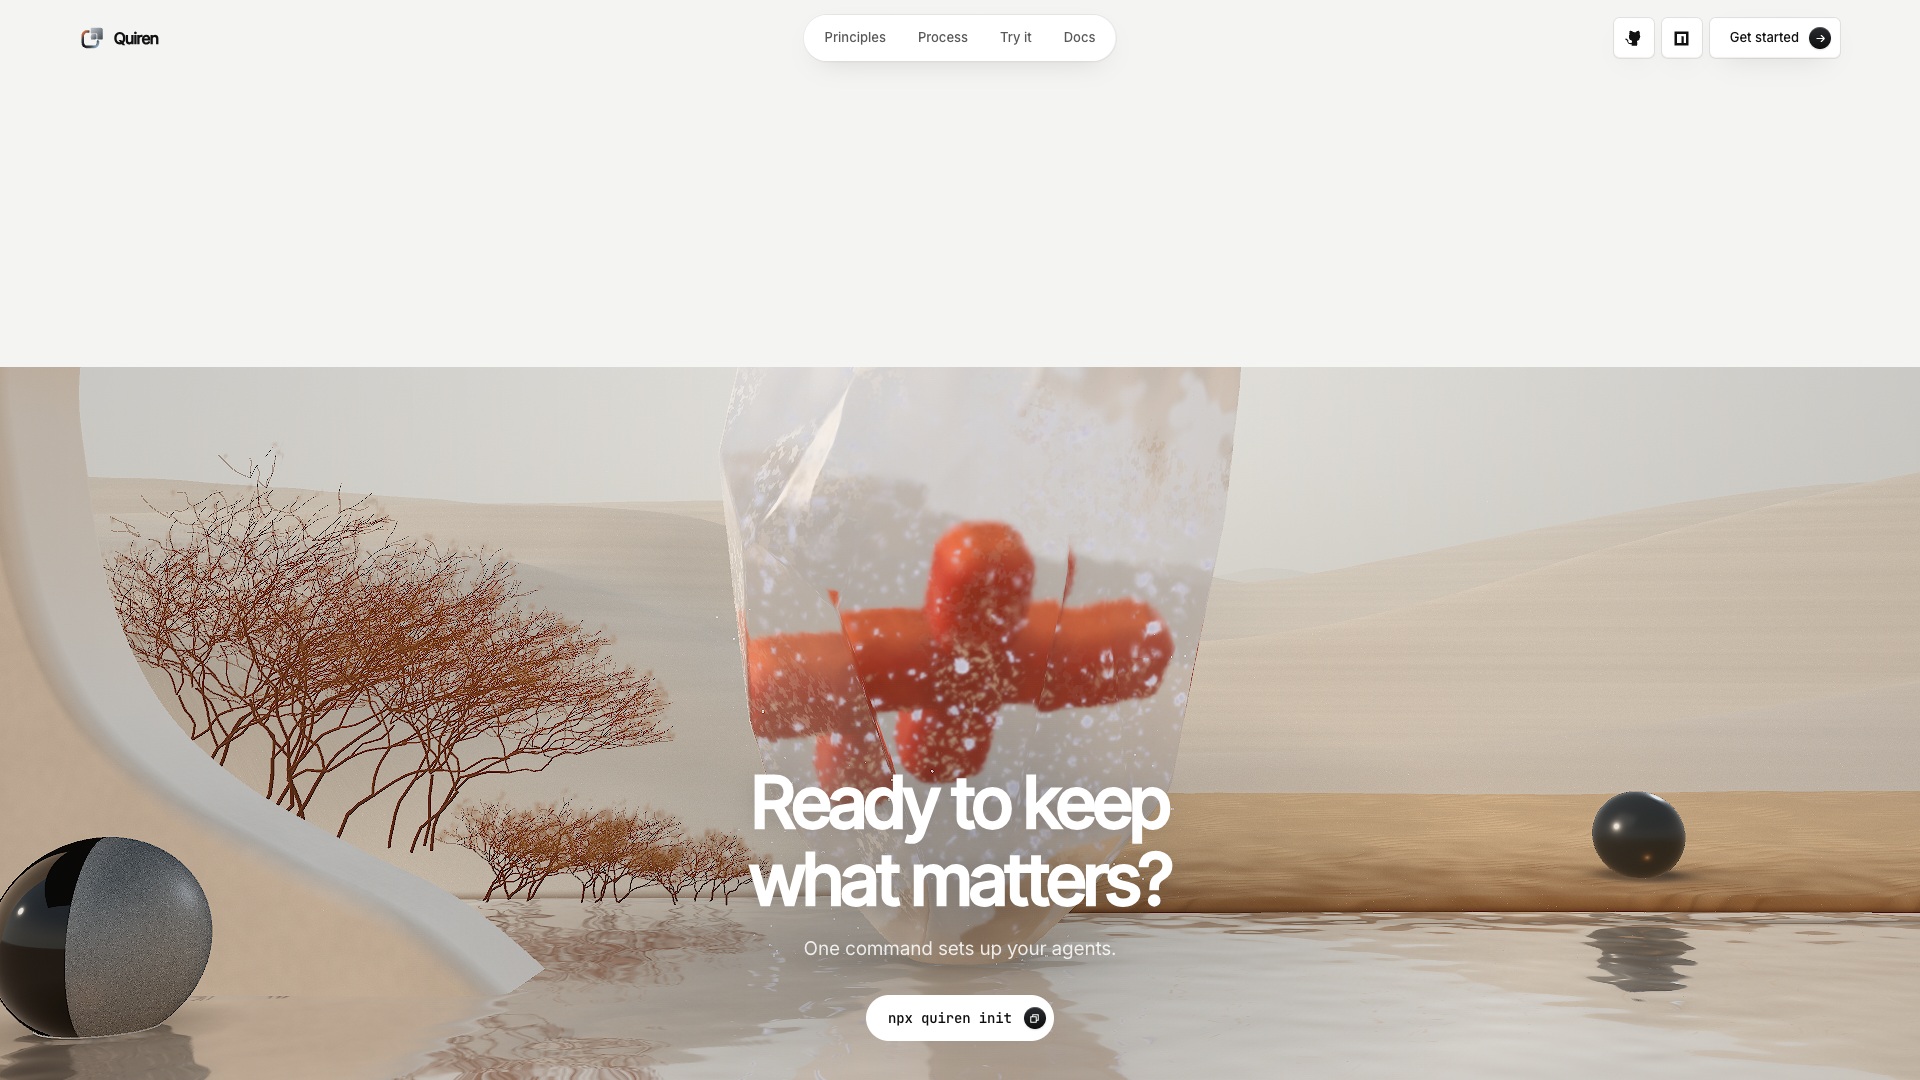 Quiren
Principles
Process
Try it
Docs
Get started
Ready to keep
what matters?
One command sets up your agents.
npx quiren init